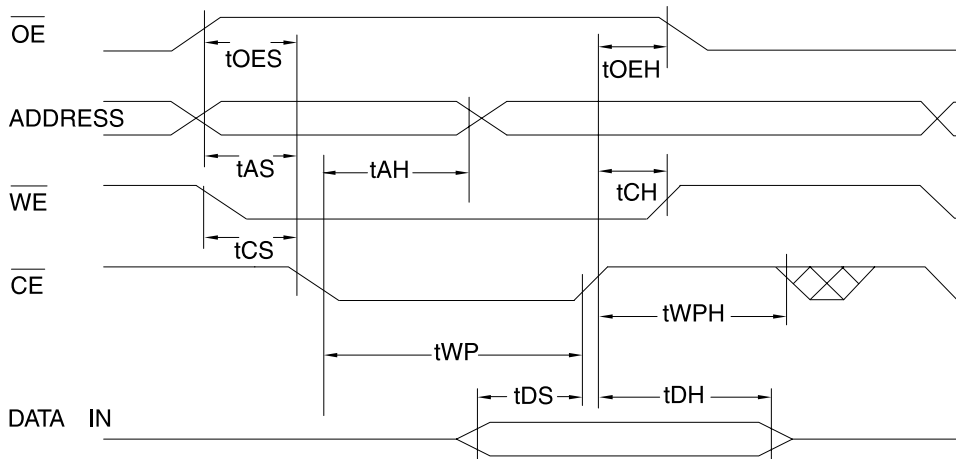 OE
tOES
tOEH
ADDRESS
tAS
tAH
tCH
WE
tCS
CE
tWPH
tWP
tDS
tDH
DATA IN